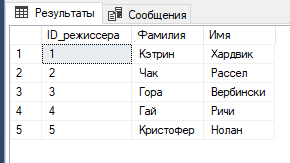 Результаты Сообщения
ID_режиссера Фамилия Имя
1 1 Кэтрин Хардвик
2 2 Чак Рассел
3 3 Гора Вербински
4 4 Гай Ричи
5 5 Кристофер Нолан